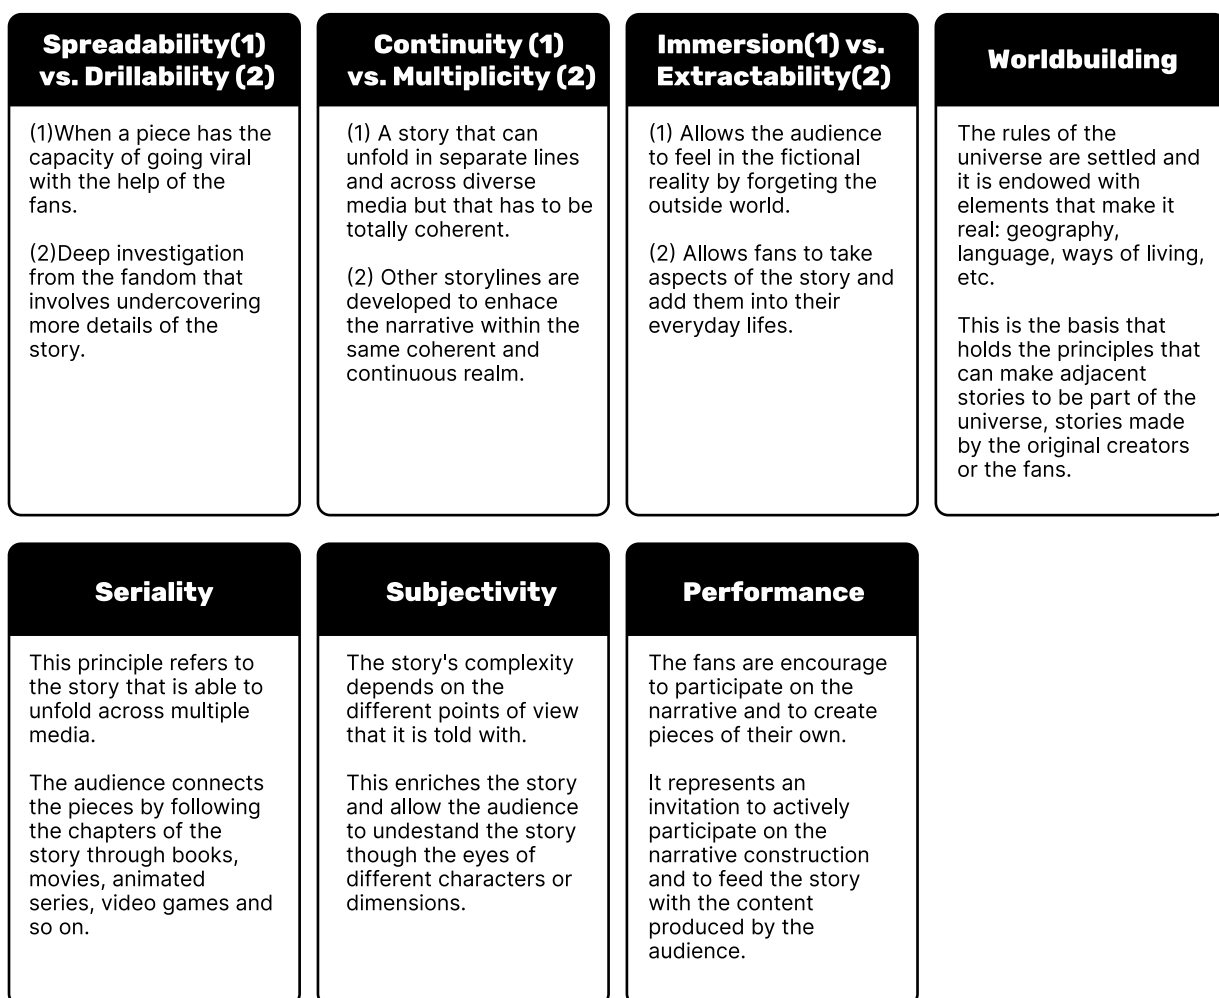 Spreadability(1)
vs. Drillability (2)
(1)When a piece has the
capacity of going viral
with the help of the
fans.
(2)Deep investigation
from the fandom that
involves undercovering
more details of the
story.
Continuity (1)
vs. Multiplicity (2)
(1) A story that can
unfold in separate lines
and across diverse
media but that has to be
totally coherent.
(2) Other storylines are
developed to enhace
the narrative within the
same coherent and
continuous realm.
Immersion(1) vs.
Extractability(2)
(1) Allows the audience
to feel in the fictional
reality by forgeting the
outside world.
(2) Allows fans to take
aspects of the story and
add them into their
everyday lifes.
Worldbuilding
The rules of the
universe are settled and
it is endowed with
elements that make it
real: geography,
language, ways of living,
etc.
This is the basis that
holds the principles that
can make adjacent
stories to be part of the
universe, stories made
by the original creators
or the fans.
Seriality
This principle refers to
the story that is able to
unfold across multiple
media.
The audience connects
the pieces by following
the chapters of the
story through books,
movies, animated
series, video games and
so on.
Subjectivity
The story's complexity
depends on the
different points of view
that it is told with.
This enriches the story
and allow the audience
to undestand the story
though the eyes of
different characters or
dimensions.
Performance
The fans are encourage
to participate on the
narrative and to create
pieces of their own.
It represents an
invitation to actively
participate on the
narrative construction
and to feed the story
with the content
produced by the
audience.